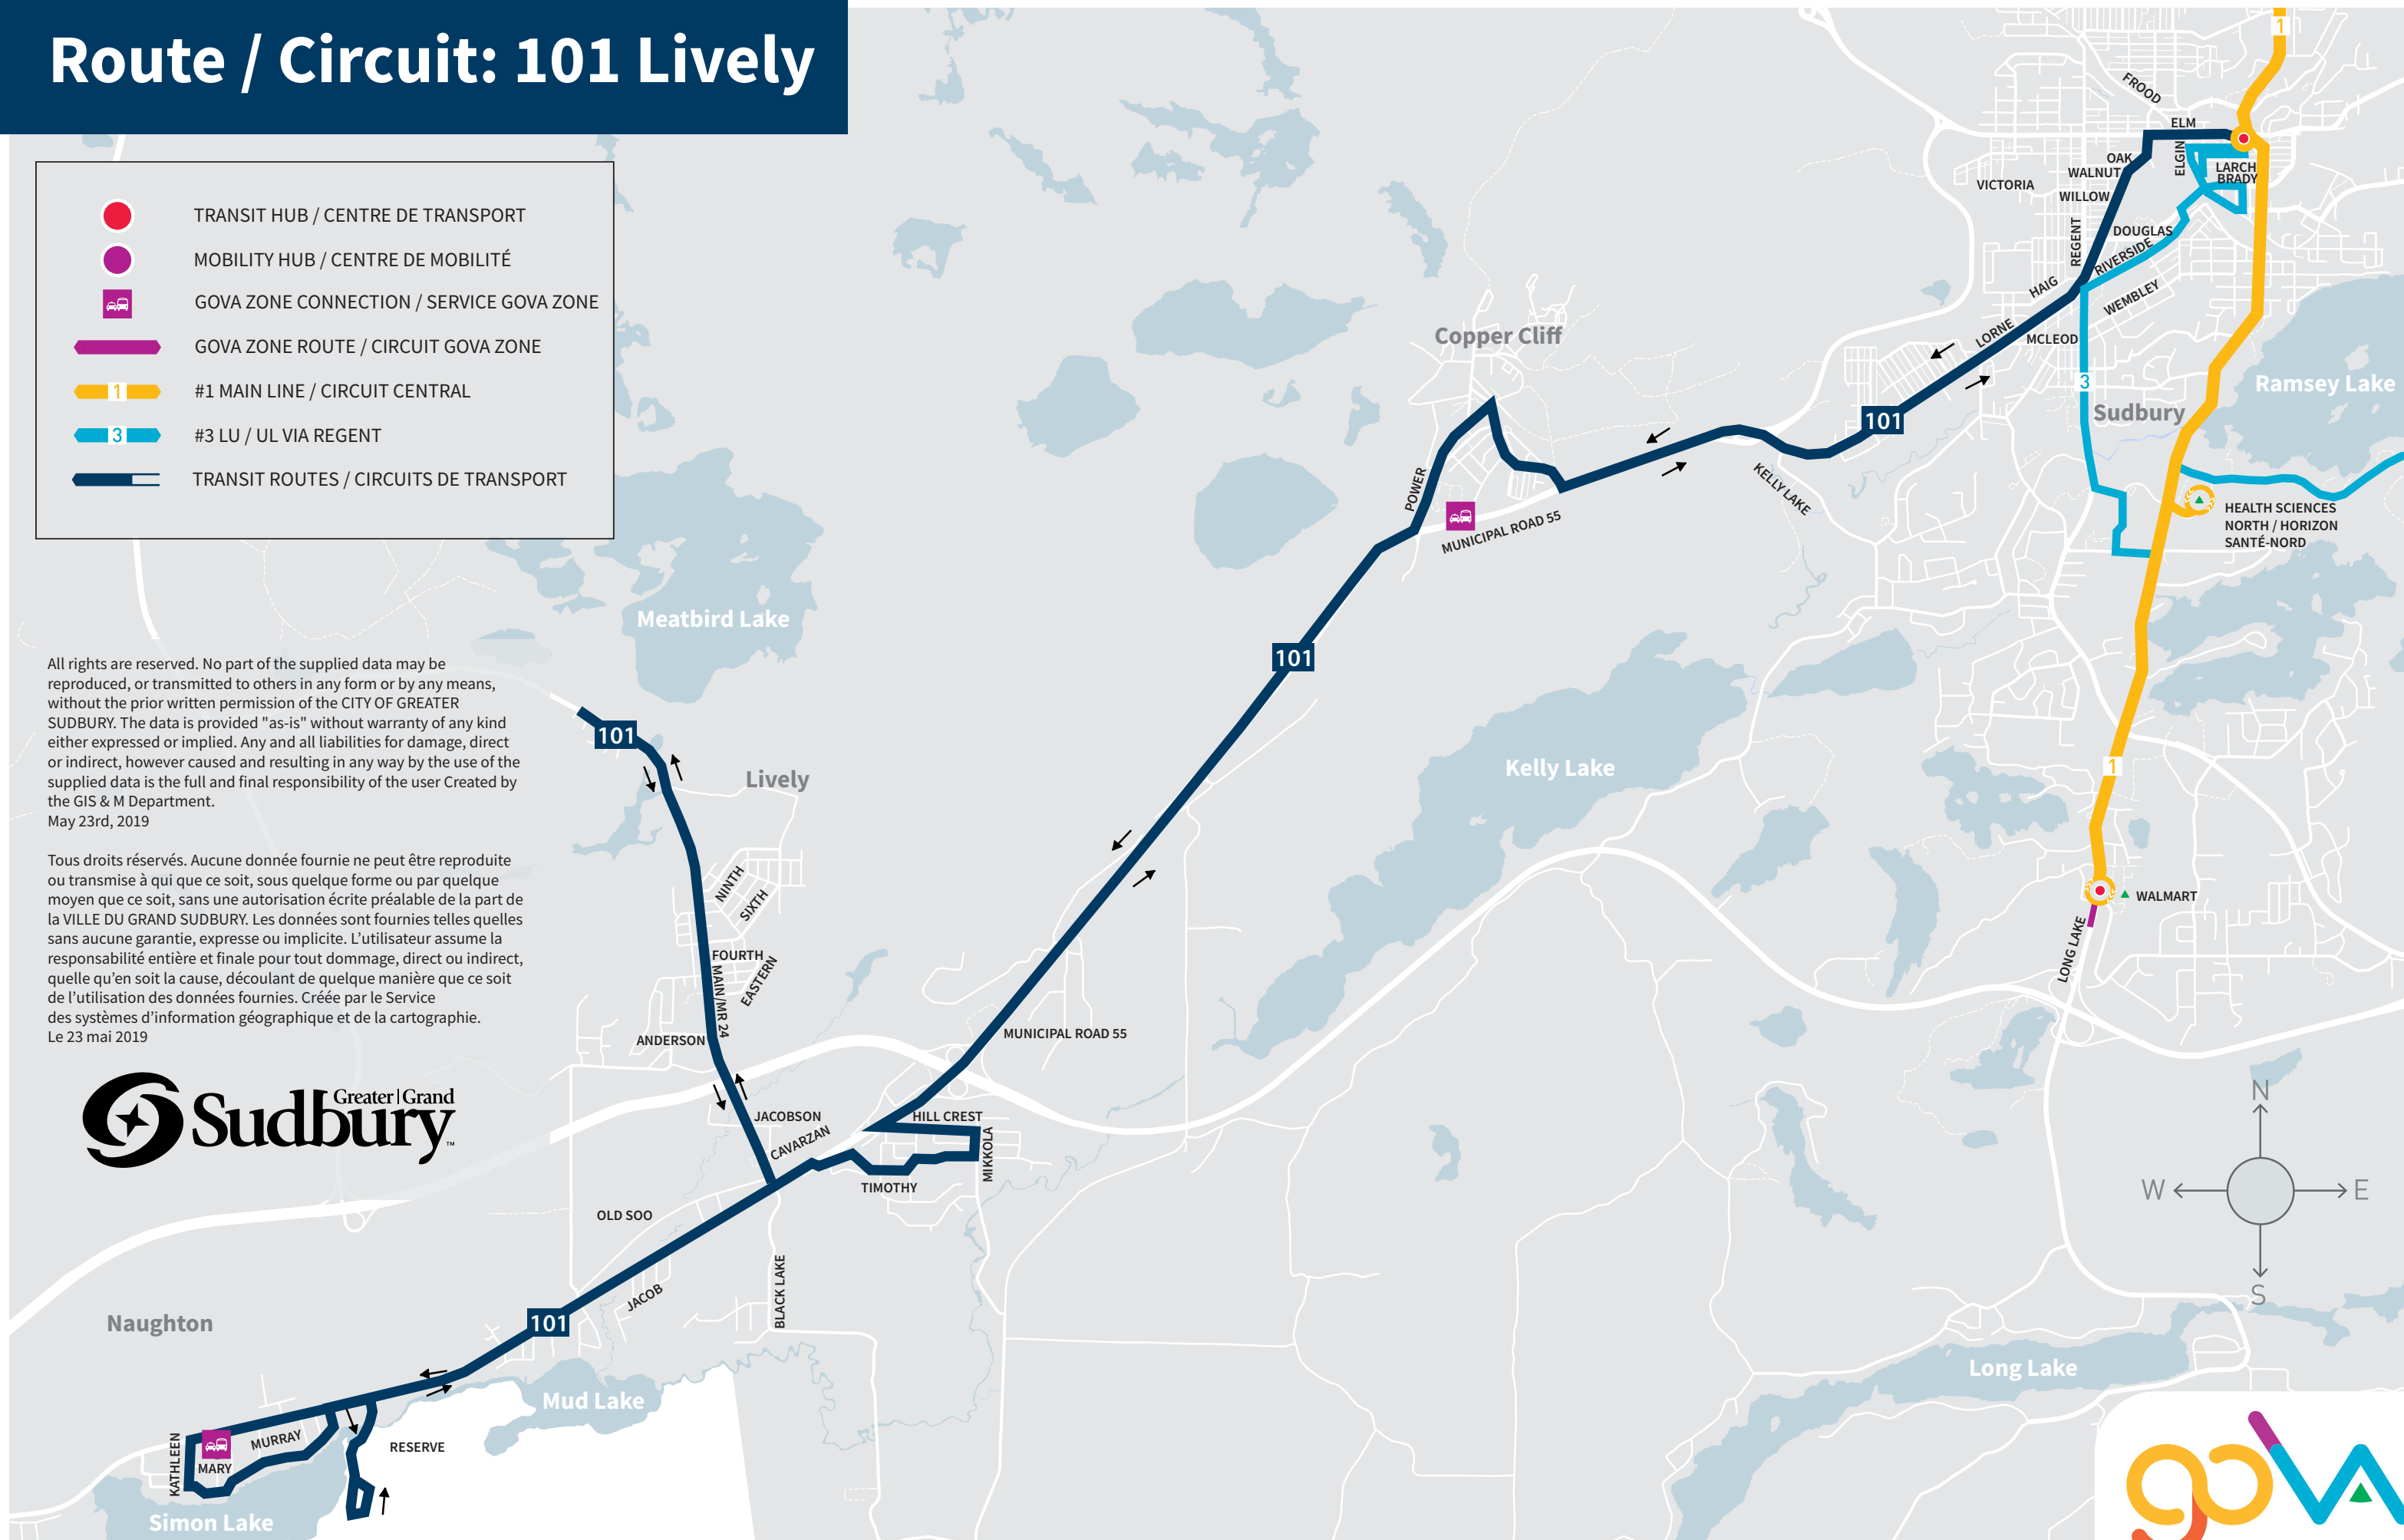 Route / Circuit: 101 Lively
TRANSIT HUB / CENTRE DE TRANSPORT
MOBILITY HUB / CENTRE DE MOBILITÉ
GOVA ZONE CONNECTION / SERVICE GOVA ZONE
GOVA ZONE ROUTE / CIRCUIT GOVA ZONE
1
#1 MAIN LINE / CIRCUIT CENTRAL
3
#3 LU / UL VIA REGENT
TRANSIT ROUTES / CIRCUITS DE TRANSPORT
All rights are reserved. No part of the supplied data may be
reproduced, or transmitted to others in any form or by any means,
without the prior written permission of the CITY OF GREATER
SUDBURY. The data is provided "as-is" without warranty of any kind
either expressed or implied. Any and all liabilities for damage, direct
or indirect, however caused and resulting in any way by the use of the
supplied data is the full and final responsibility of the user Created by
the GIS & M Department.
May 23rd, 2019
Tous droits réservés. Aucune donnée fournie ne peut être reproduite
ou transmise à qui que ce soit, sous quelque forme ou par quelque
moyen que ce soit, sans une autorisation écrite préalable de la part de
la VILLE DU GRAND SUDBURY. Les données sont fournies telles quelles
sans aucune garantie, expresse ou implicite. L’utilisateur assume la
responsabilité entière et finale pour tout dommage, direct ou indirect,
quelle qu’en soit la cause, découlant de quelque manière que ce soit
de l’utilisation des données fournies. Créée par le Service
des systèmes d’information géographique et de la cartographie.
Le 23 mai 2019
Greater|Grand
Sudbury™
1
FROOD
ELM
ELGIN
OAK
WALNUT
LARCH
BRADY
VICTORIA
WILLOW
REGENT
DOUGLAS
RIVERSIDE
HAIG
WEMBLEY
LORNE
MCLEOD
3
Ramsey Lake
Sudbury
101
Copper Cliff
KELLY LAKE
POWER
MUNICIPAL ROAD 55
HEALTH SCIENCES
NORTH / HORIZON
SANTÉ-NORD
Meatbird Lake
101
101
Lively
Kelly Lake
1
NINTH
SIXTH
WALMART
LONG LAKE
FOURTH
MAIN/MR 24
EASTERN
ANDERSON
MUNICIPAL ROAD 55
JACOBSON
CAVARZAN
HILL CREST
MIKKOLA
TIMOTHY
OLD SOO
JACOB
BLACK LAKE
N
W
E
S
Naughton
101
Long Lake
Mud Lake
KATHLEEN
MURRAY
MARY
RESERVE
Simon Lake
goVA